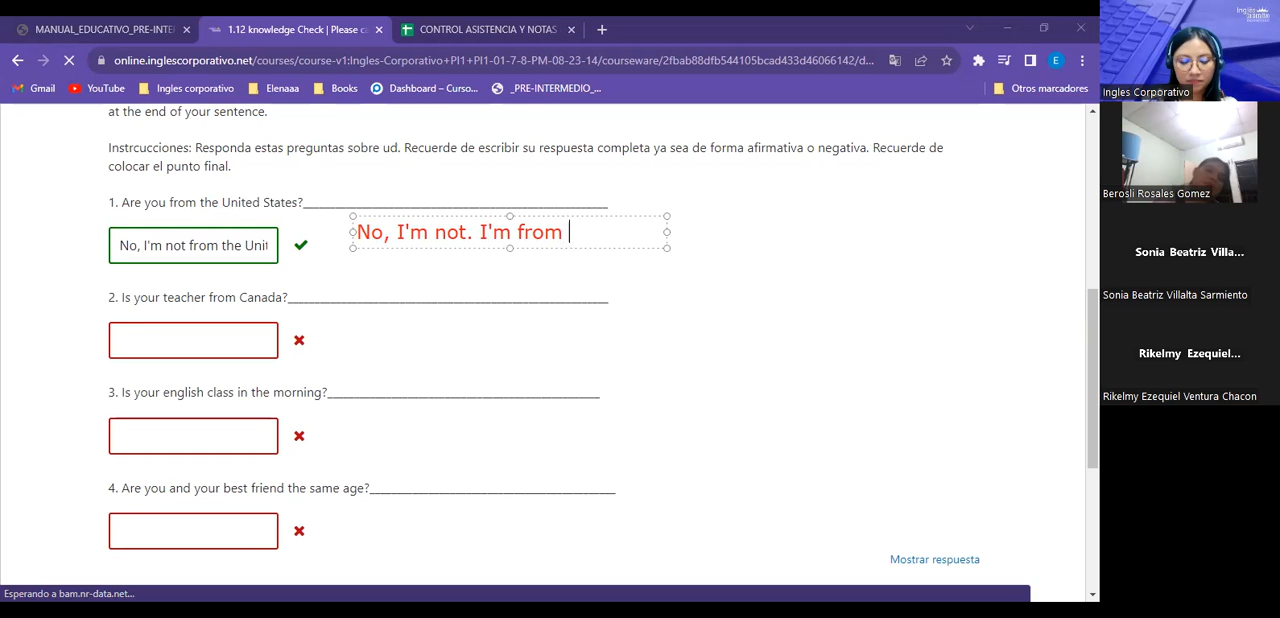 MANUAL_EDUCATIVO_PRE-INTE
1.12 knowledge Check | Please ca
CONTROL ASISTENCIA Y NOTAS
online.inglescorporativo.net/courses/course-v1:Ingles-Corporativo+PI1+PI1-01-7-8-PM-08-23-14/courseware/2fbab88dfb544105bcad433d46066142/d...
E
Gmail
YouTube
Ingles corporativo
Elenaaa
Books
Dashboard – Curso...
_PRE-INTERMEDIO_...
Otros marcadores
at the end of your sentence.
Instrcucciones: Responda estas preguntas sobre ud. Recuerde de escribir su respuesta completa ya sea de forma afirmativa o negativa. Recuerde de
colocar el punto final.
1. Are you from the United States?
No, I'm not from the Unit
No, I'm not. I'm from
2. Is your teacher from Canada?
3. Is your english class in the morning?
4. Are you and your best friend the same age?
Mostrar respuesta
Esperando a bam.nr-data.net...
Ingles Corporativo
Berosli Rosales Gomez
Sonia Beatriz Villa...
Sonia Beatriz Villalta Sarmiento
Rikelmy Ezequiel...
Rikelmy Ezequiel Ventura Chacon